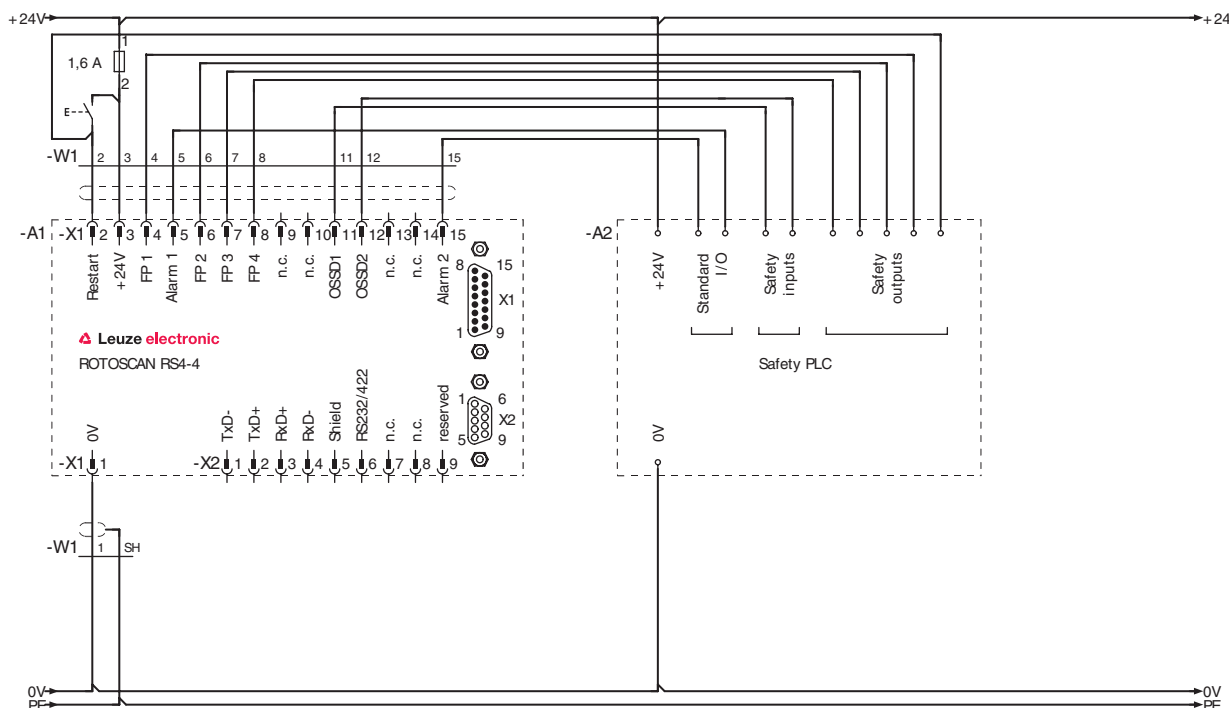 +24V
+24
1
1,6 A
2
E
-W1 2 3 4 5 6 7 8 11 12 15
-A1 -X1 2 3 4 5 6 7 8 9 10 11 12 13 14 15
-A2
Restart
+24V
FP 1
Alarm 1
FP 2
FP 3
FP 4
n.c.
n.c.
OSSD1
OSSD2
n.c.
n.c.
Alarm 2
8 15
X1
1 9
+24V
Standard I/O
Safety inputs
Safety outputs
Leuze electronic
ROTOSCAN RS4-4
Safety PLC
0V
TxD-
TxD+
RxD+
RxD-
Shield
RS232/422
n.c.
n.c.
reserved
1 6
X2
5 9
0V
-X1 1
-X2 1 2 3 4 5 6 7 8 9
-W1 1 SH
0V
0V
PE
PE